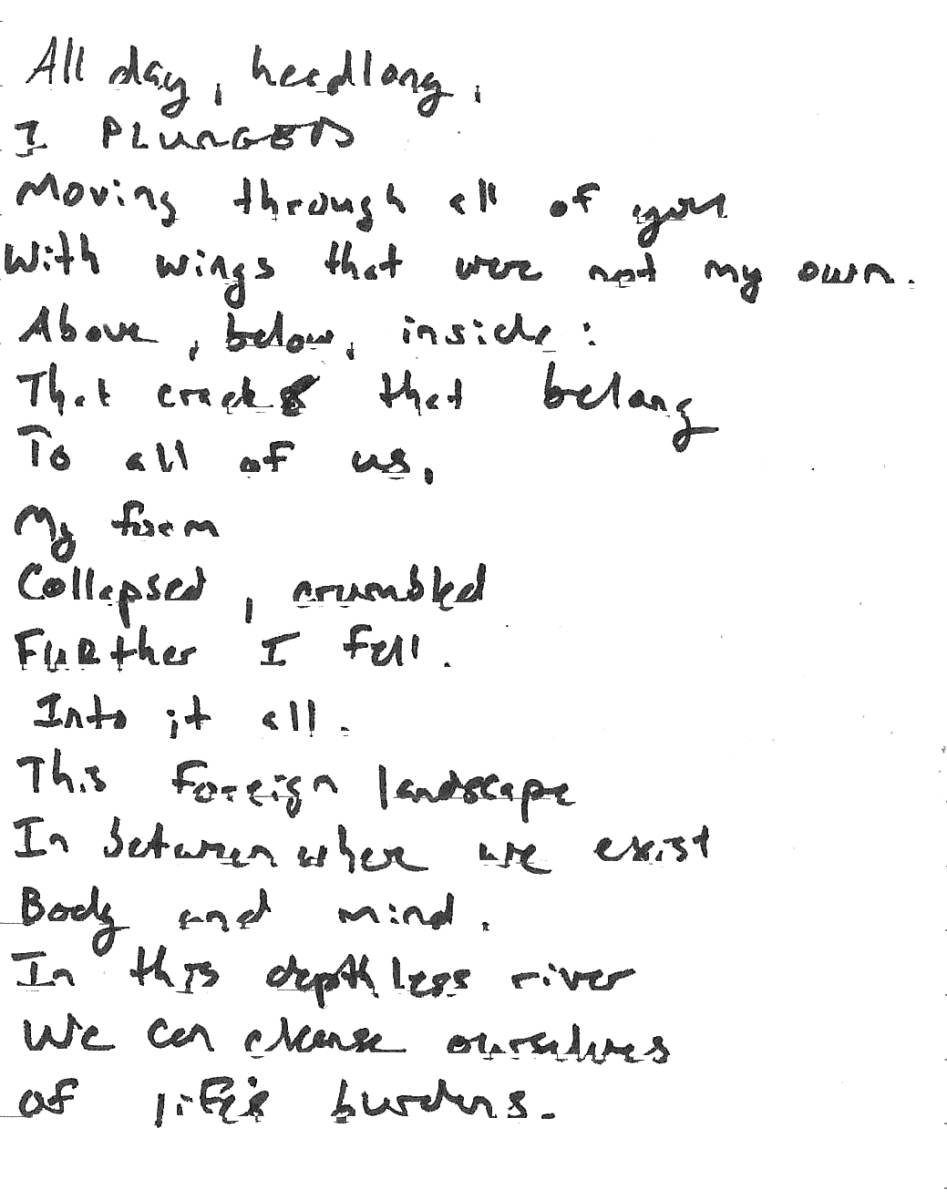 All day, headlong,
I PLUNGED
Moving through all of you
With wings that were not my own.
Above, below, inside:
That cracks that belong
To all of us,
My form
Collapsed, crumbled
Further I fell.
Into it all.
This Foreign landscape
In between where we exist
Body and mind.
In this depthless river
We can cleanse ourselves
of life's burdens.